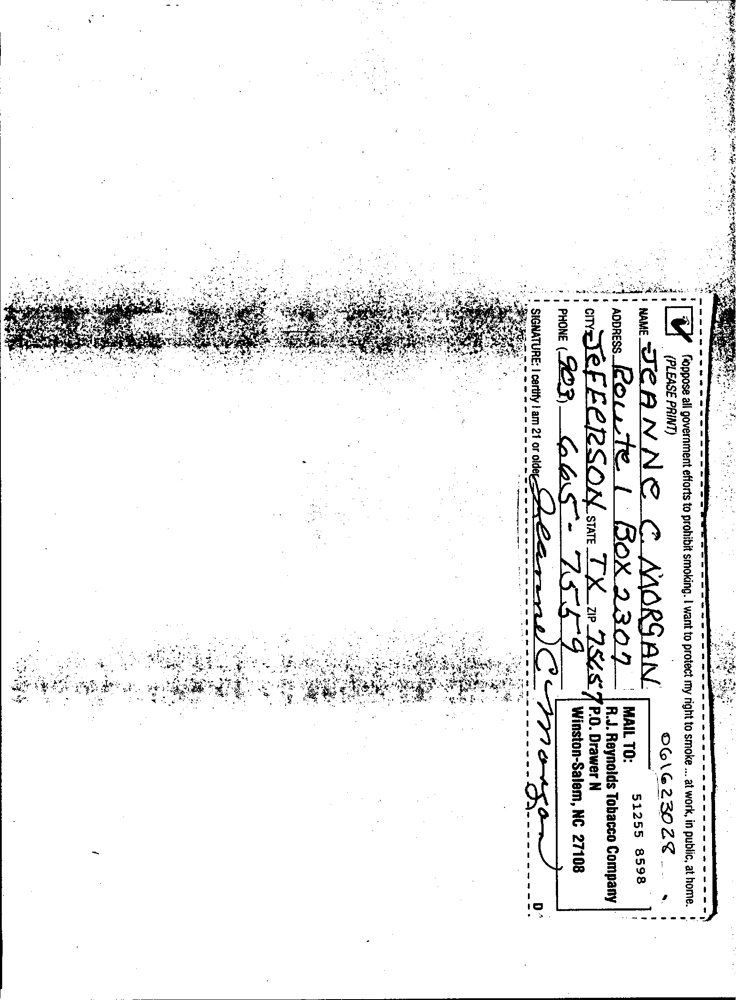 I oppose all government efforts to prohibit smoking. I want to protect my right to smoke ... at work, in public, at home.
(PLEASE PRINT)
061623028
NAME JEANNE C. MORGAN
51255 8598
ADDRESS Route 1 BOX 2307
MAIL TO:
CITY JEFFERSON STATE TX ZIP 75657
R.J. Reynolds Tobacco Company
PHONE (903) 665-7559
P.O. Drawer N
Winston-Salem, NC 27108
SIGNATURE: I certify I am 21 or older Jeanne C. Morgan
D